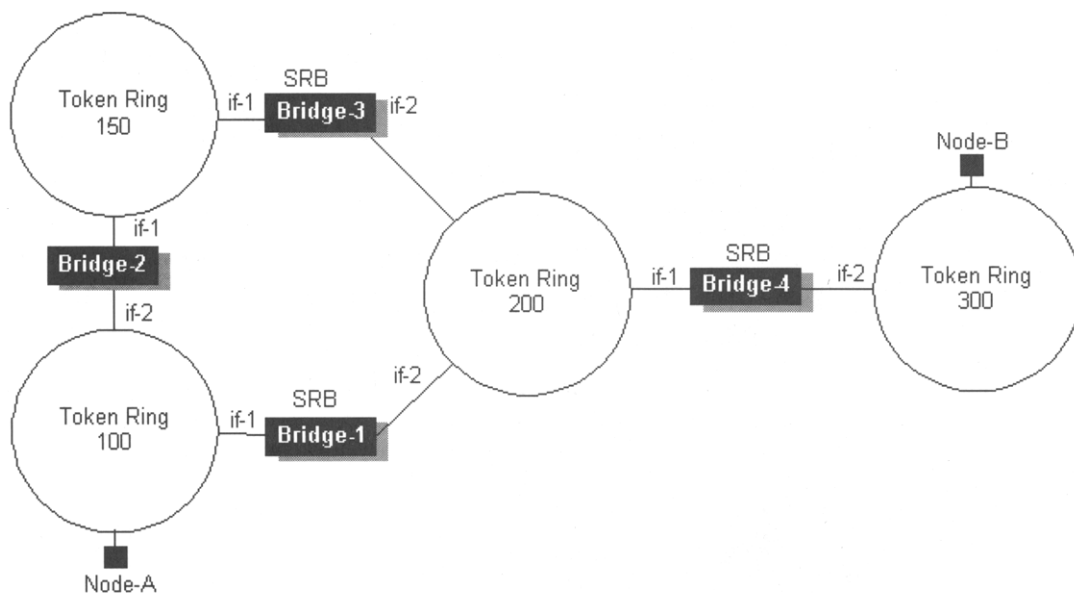 SRB
Token Ring
150
if-1
Bridge-3
if-2
Node-B
if-1
Bridge-2
if-2
SRB
Token Ring
200
if-1
Bridge-4
if-2
Token Ring
300
Token Ring
100
if-1
SRB
Bridge-1
if-2
Node-A